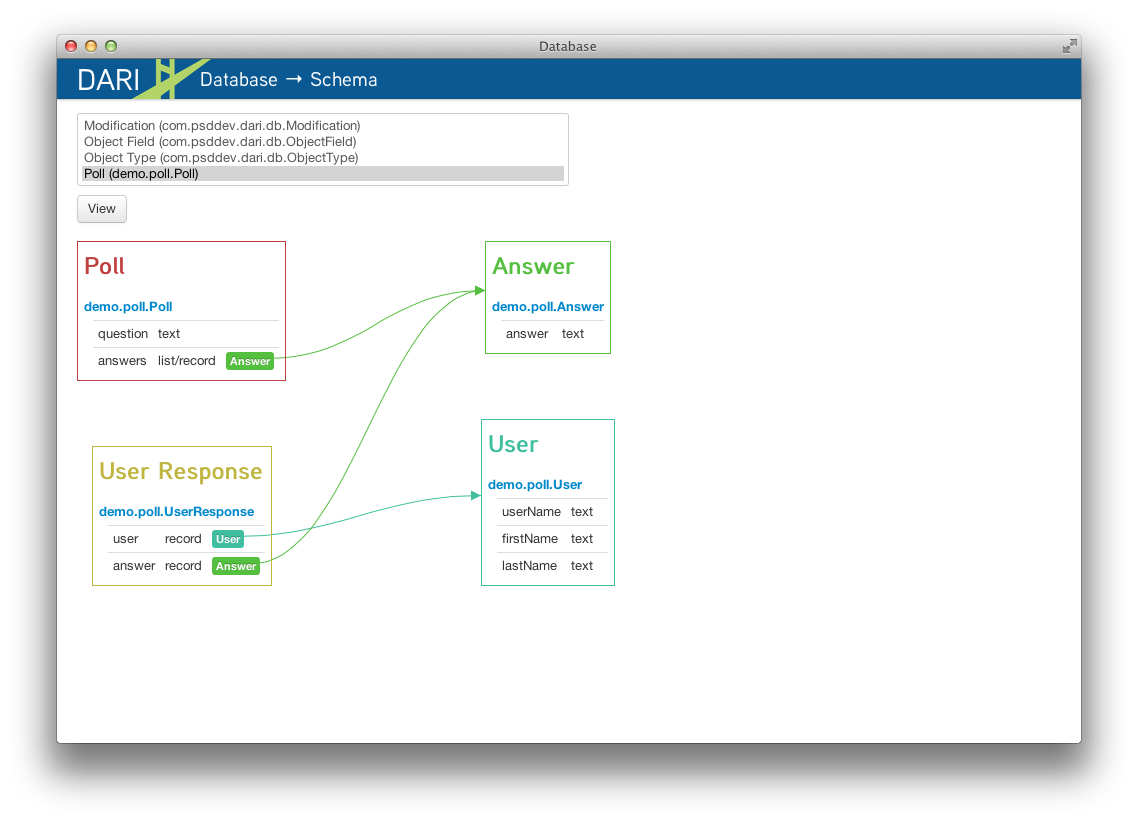 Database
DARI Database → Schema
Modification (com.psddev.dari.db.Modification)
Object Field (com.psddev.dari.db.ObjectField)
Object Type (com.psddev.dari.db.ObjectType)
Poll (demo.poll.Poll)
View
Poll
demo.poll.Poll
question text
answers list/record Answer
Answer
demo.poll.Answer
answer text
User Response
demo.poll.UserResponse
user record User
answer record Answer
User
demo.poll.User
userName text
firstName text
lastName text